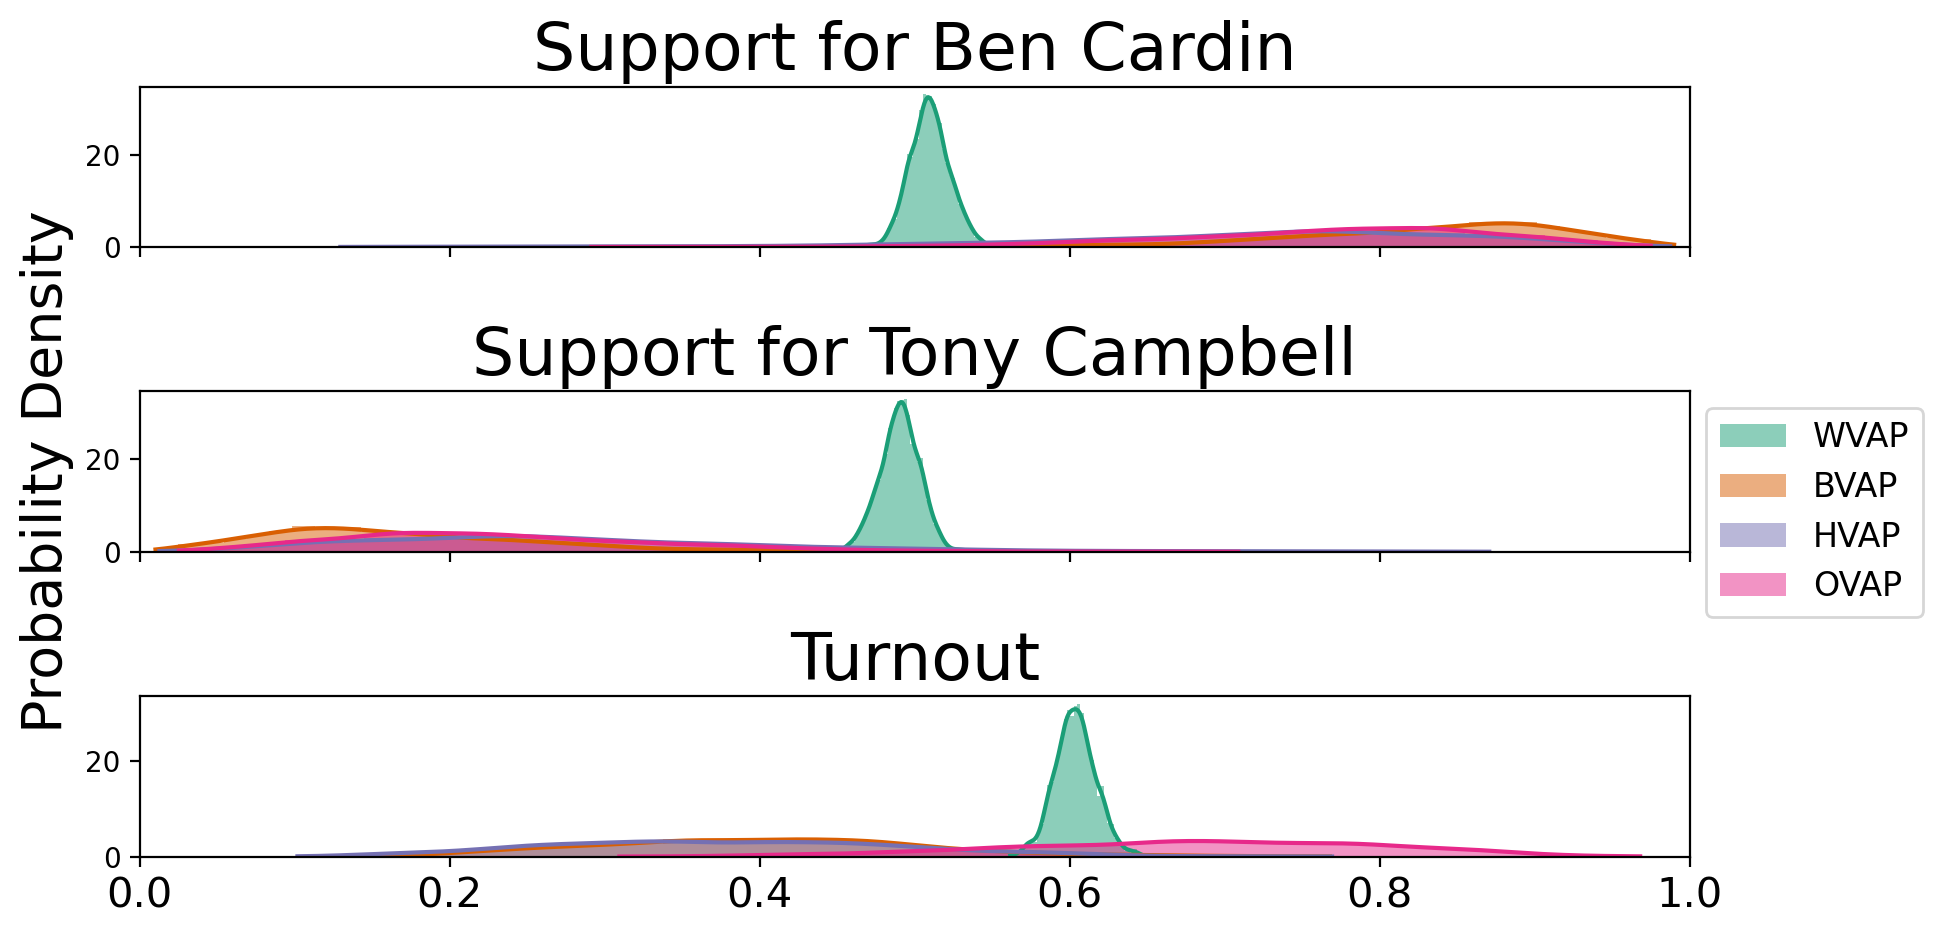 Support for Ben Cardin
20
0
Support for Tony Campbell
20
0
Probability Density
WVAP
BVAP
HVAP
OVAP
Turnout
20
0
0.0 0.2 0.4 0.6 0.8 1.0